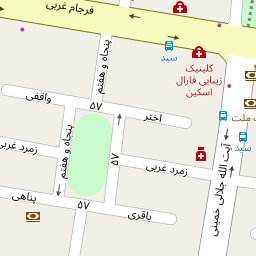 فرجام غربی
سید
کلینیک
زیبایی فارال
اسکین
پنجاه و هفتم
واقفی
۵۷
اختر
ملت
سید
پنجاه و هفتم
زمرد غربی
۵۷
زمرد غربی
آیت الله جلالی خمینی
پناهی
۵۷
باقری